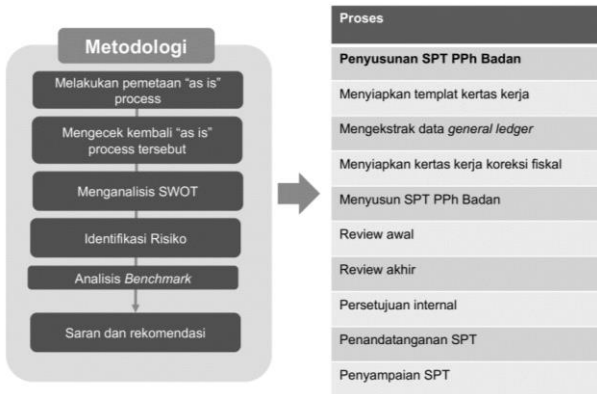 Metodologi
Melakukan pemetaan “as is”
process
Mengecek kembali “as is”
process tersebut
Menganalisis SWOT
Identifikasi Risiko
Analisis Benchmark
Saran dan rekomendasi
Proses
Penyusunan SPT PPh Badan
Menyiapkan templat kertas kerja
Mengekstrak data general ledger
Menyiapkan kertas kerja koreksi fiskal
Menyusun SPT PPh Badan
Review awal
Review akhir
Persetujuan internal
Penandatanganan SPT
Penyampaian SPT